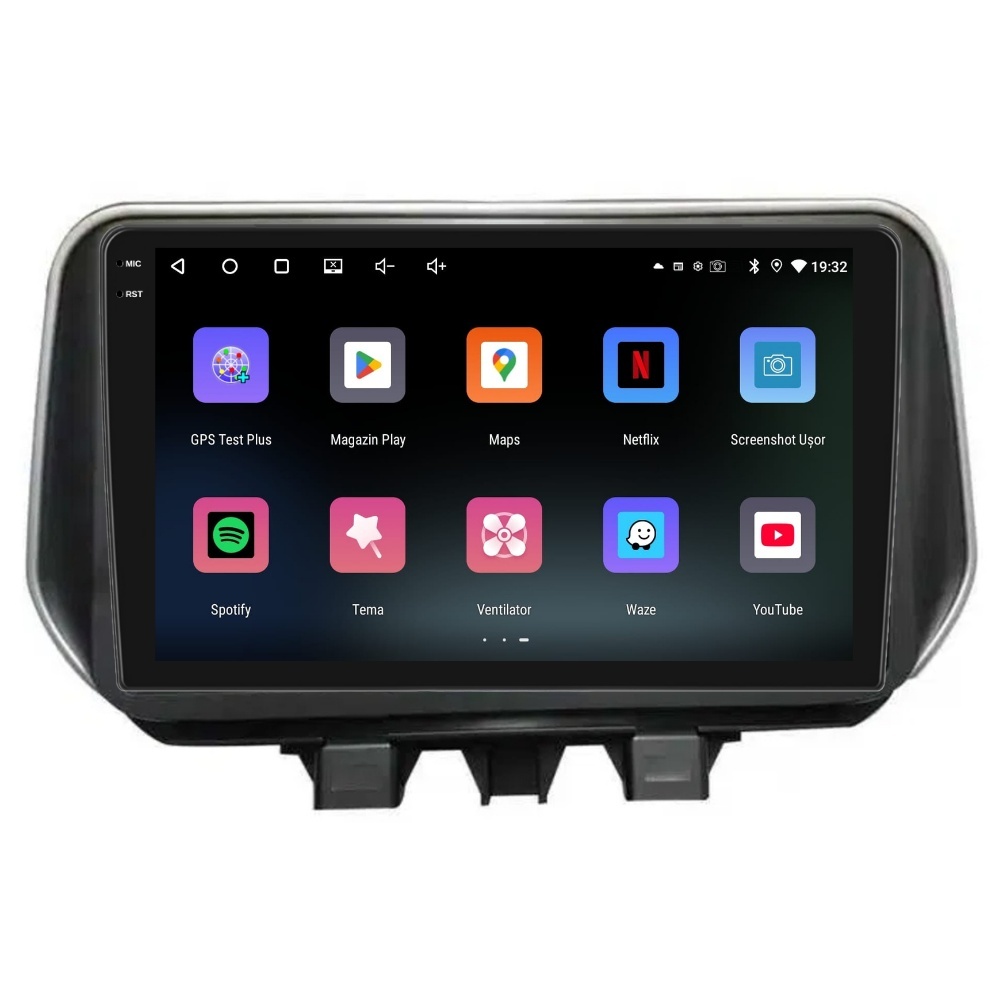 MIC
19:32
RST
GPS Test Plus
Magazin Play
Maps
Netflix
Screenshot Ușor
Spotify
Tema
Ventilator
Waze
YouTube